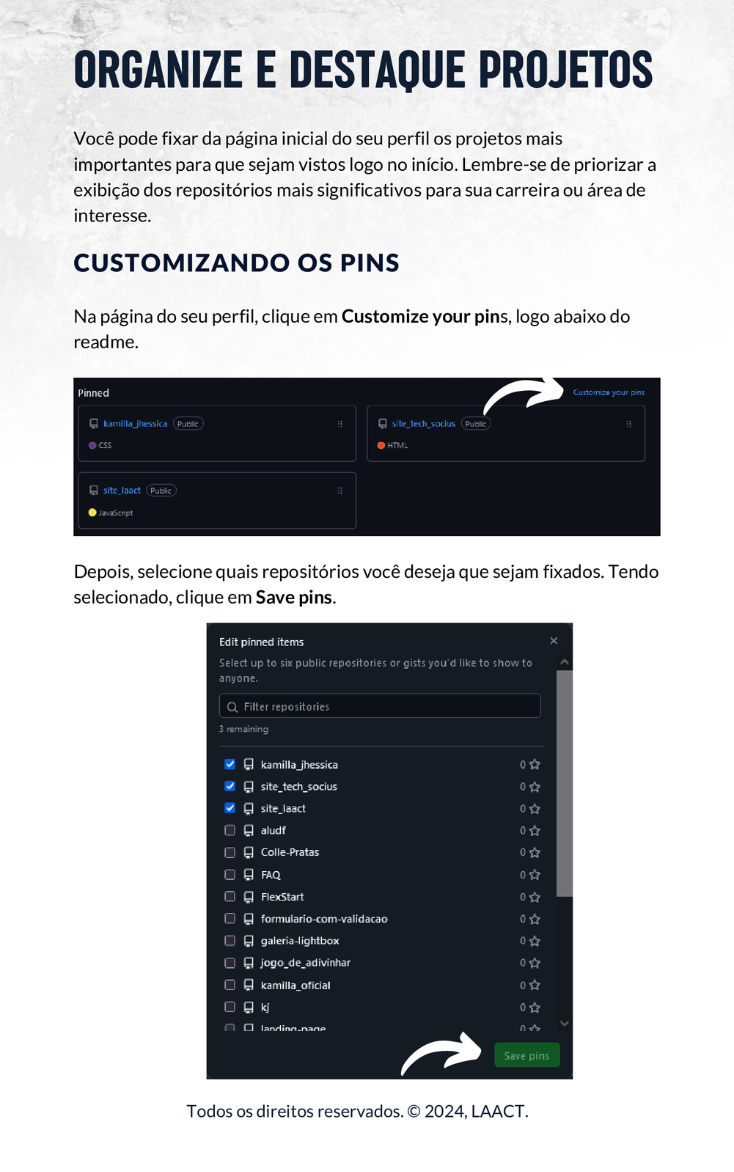 ORGANIZE E DESTAQUE PROJETOS
Você pode fixar da página inicial do seu perfil os projetos mais
importantes para que sejam vistos logo no início. Lembre-se de priorizar a
exibição dos repositórios mais significativos para sua carreira ou área de
interesse.
CUSTOMIZANDO OS PINS
Na página do seu perfil, clique em Customize your pins, logo abaixo do
readme.
Pinned
Customize your pins
kamilla_jhessica Public
CSS
site_tech_socius Public
HTML
site_laact Public
JavaScript
Depois, selecione quais repositórios você deseja que sejam fixados. Tendo
selecionado, clique em Save pins.
Edit pinned items
Select up to six public repositories or gists you'd like to show to
anyone.
Filter repositories
3 remaining
kamilla_jhessica 0
site_tech_socius 0
site_laact 0
aludf 0
Colle-Pratas 0
FAQ 0
FlexStart 0
formulario-com-validacao 0
galeria-lightbox 0
jogo_de_adivinhar 0
kamilla_oficial 0
kj 0
landing-page 0
Save pins
Todos os direitos reservados. © 2024, LAACT.